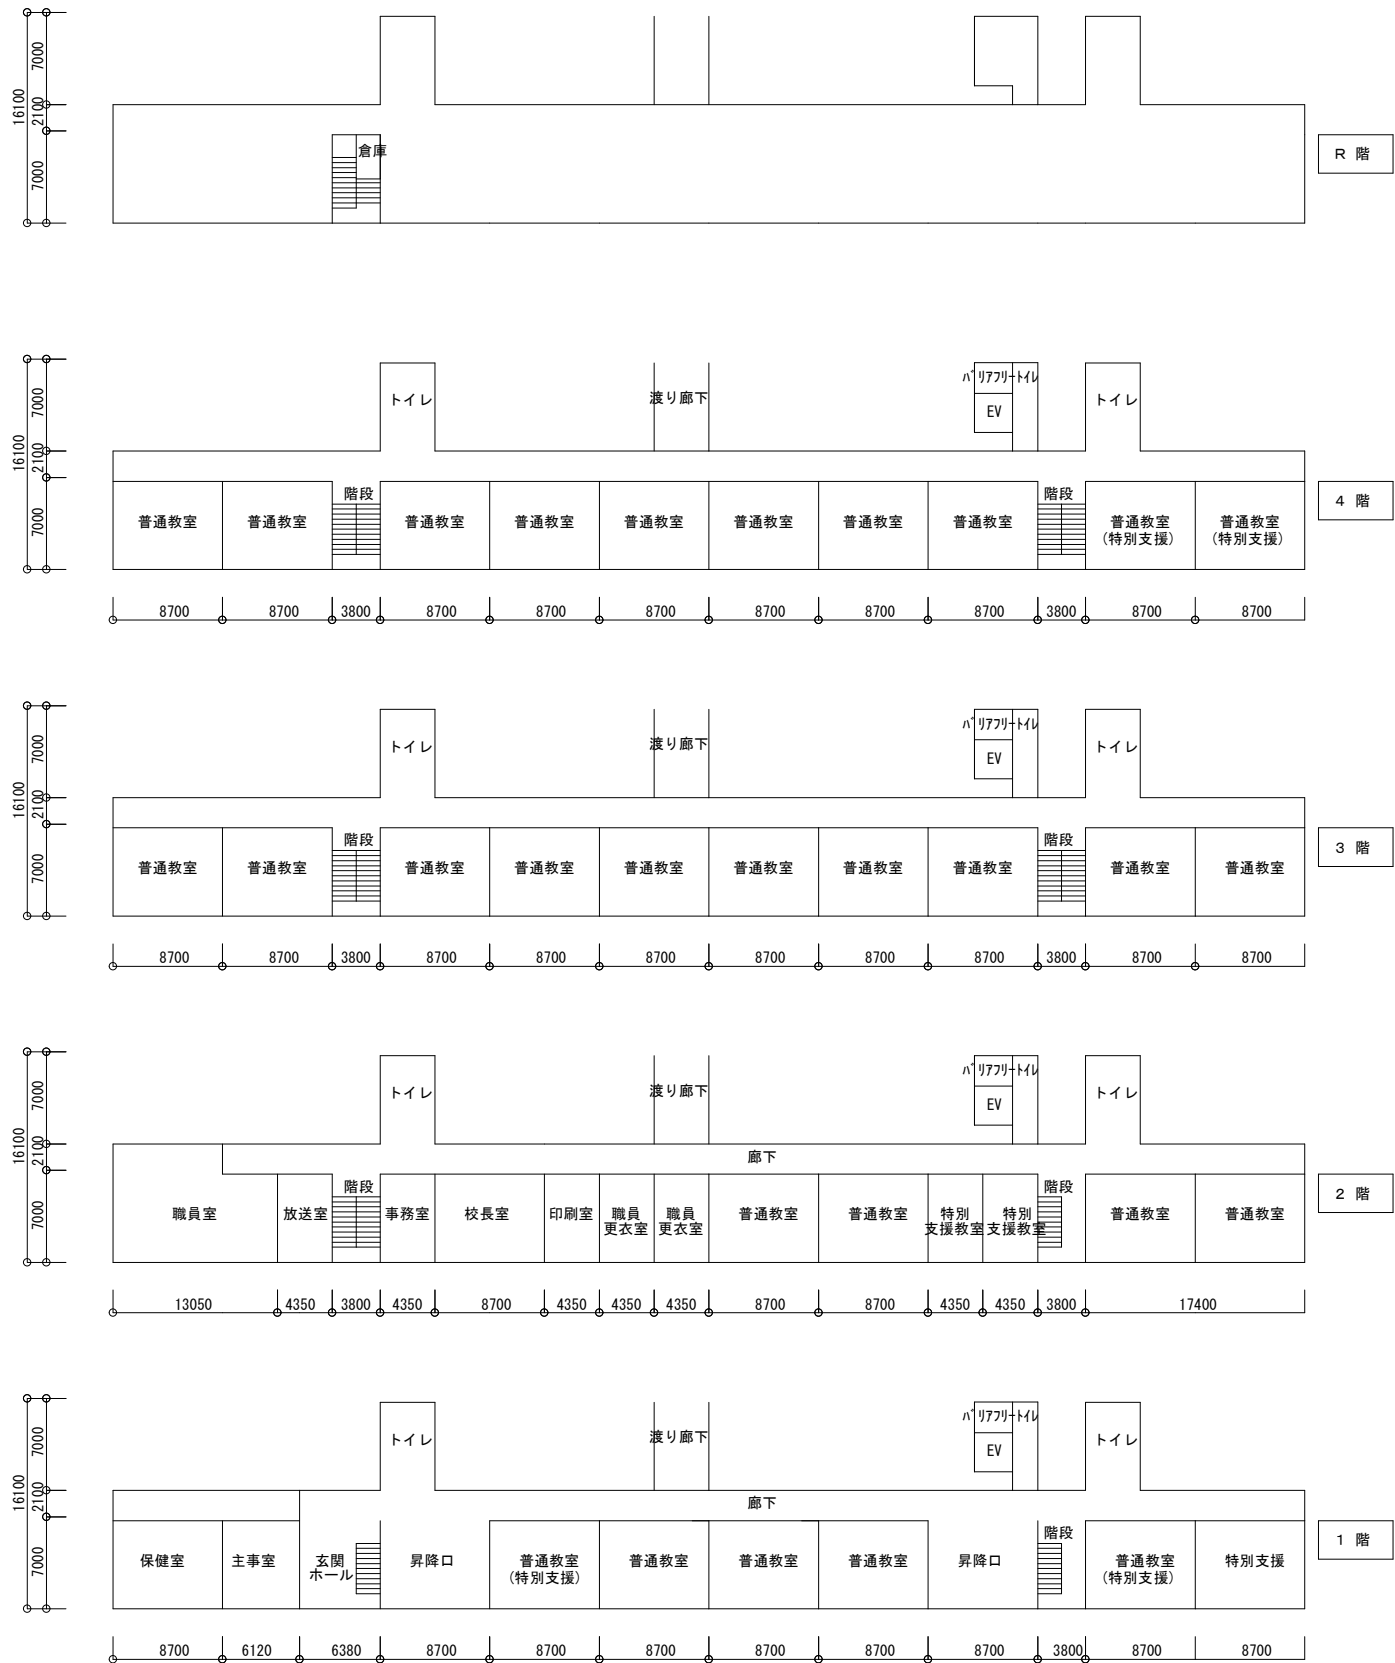 7000
16100
2100
7000
倉庫
R 階
7000
16100
2100
7000
トイレ
渡り廊下
バリアフリートイレ
EV
トイレ
階段
階段
4 階
普通教室
普通教室
普通教室
普通教室
普通教室
普通教室
普通教室
普通教室
普通教室
(特別支援)
普通教室
(特別支援)
8700
8700
3800
8700
8700
8700
8700
8700
8700
3800
8700
8700
7000
16100
2100
7000
トイレ
渡り廊下
バリアフリートイレ
EV
トイレ
階段
階段
3 階
普通教室
普通教室
普通教室
普通教室
普通教室
普通教室
普通教室
普通教室
普通教室
普通教室
8700
8700
3800
8700
8700
8700
8700
8700
8700
3800
8700
8700
7000
16100
2100
7000
トイレ
渡り廊下
バリアフリートイレ
EV
トイレ
廊下
階段
階段
2 階
職員室
放送室
事務室
校長室
印刷室
職員
更衣室
職員
更衣室
普通教室
普通教室
特別
支援教室
特別
支援教室
普通教室
普通教室
13050
4350
3800
4350
8700
4350
4350
4350
8700
8700
4350
4350
3800
17400
7000
16100
2100
7000
トイレ
渡り廊下
バリアフリートイレ
EV
トイレ
廊下
階段
1 階
保健室
主事室
玄関
ホール
昇降口
普通教室
(特別支援)
普通教室
普通教室
普通教室
昇降口
普通教室
(特別支援)
特別支援
8700
6120
6380
8700
8700
8700
8700
8700
8700
3800
8700
8700